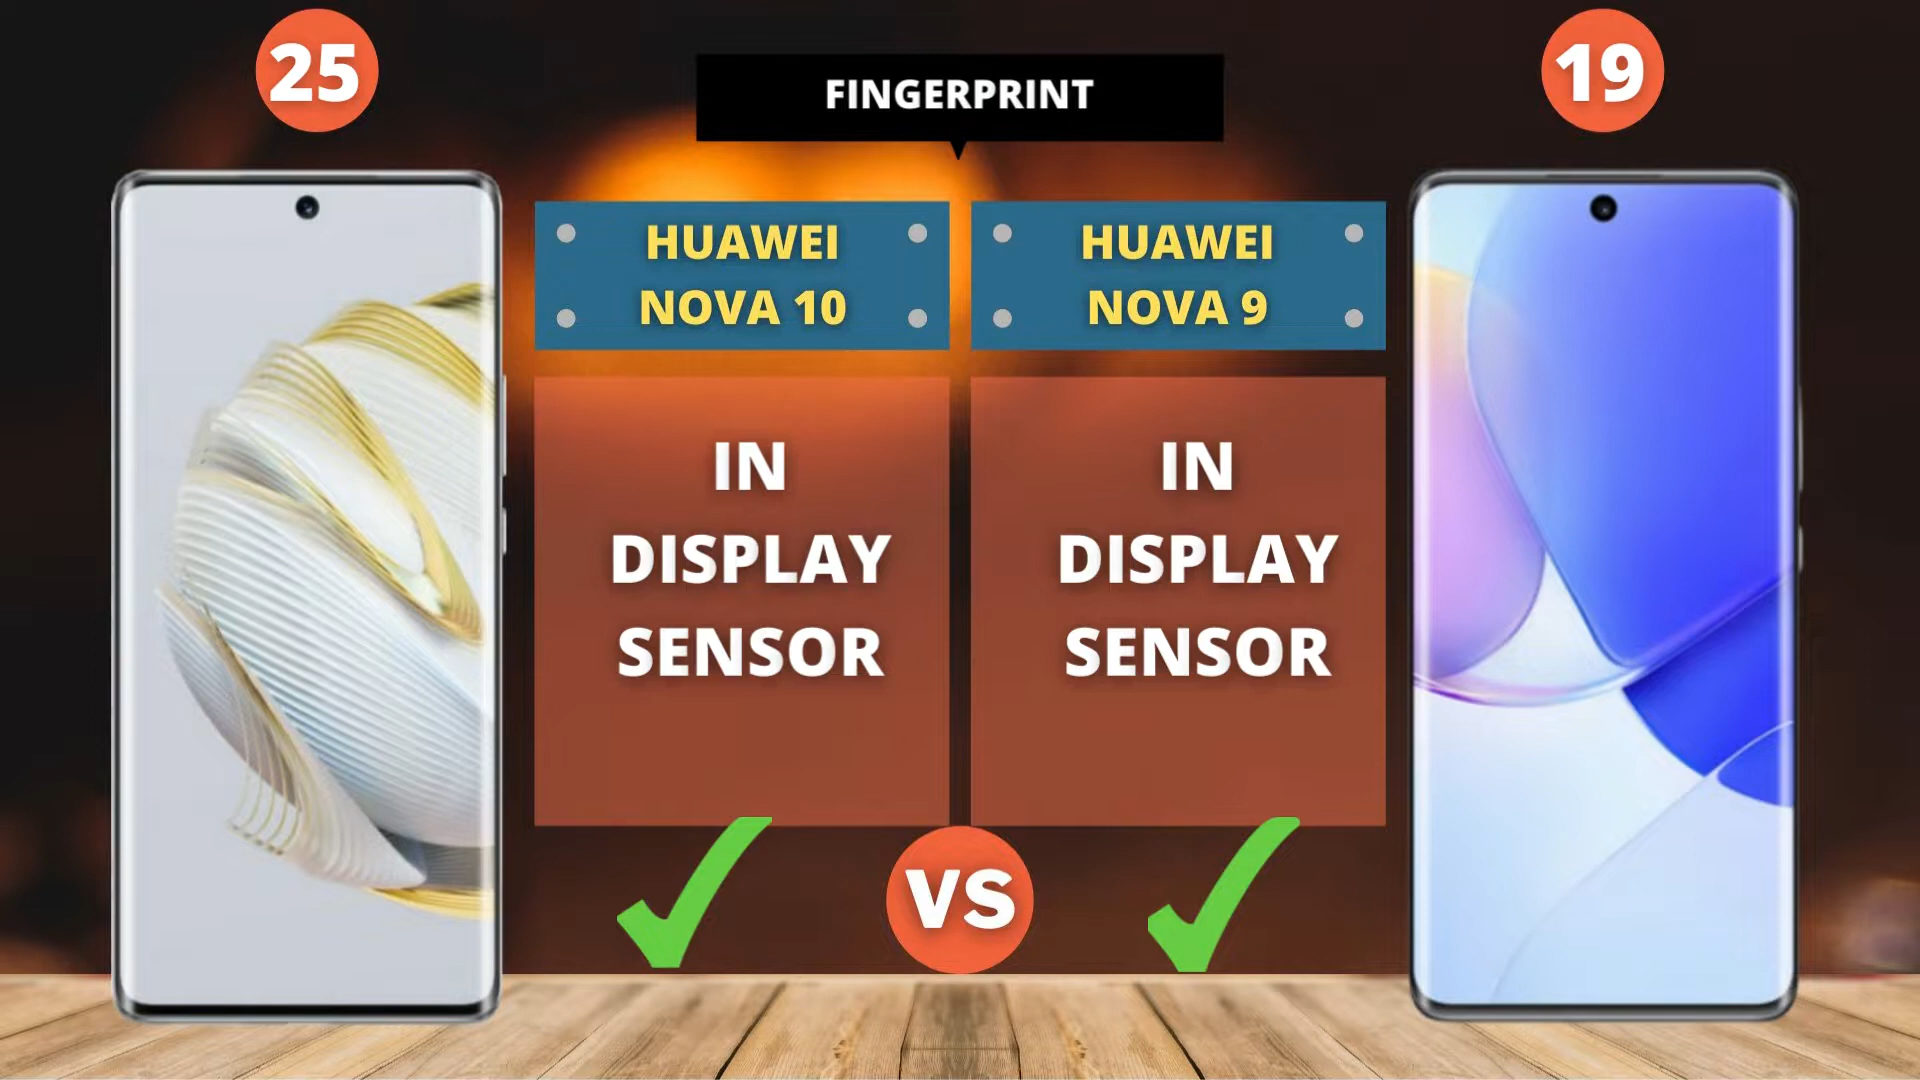 25
FINGERPRINT
19
HUAWEI
NOVA 10
HUAWEI
NOVA 9
IN
DISPLAY
SENSOR
IN
DISPLAY
SENSOR
VS